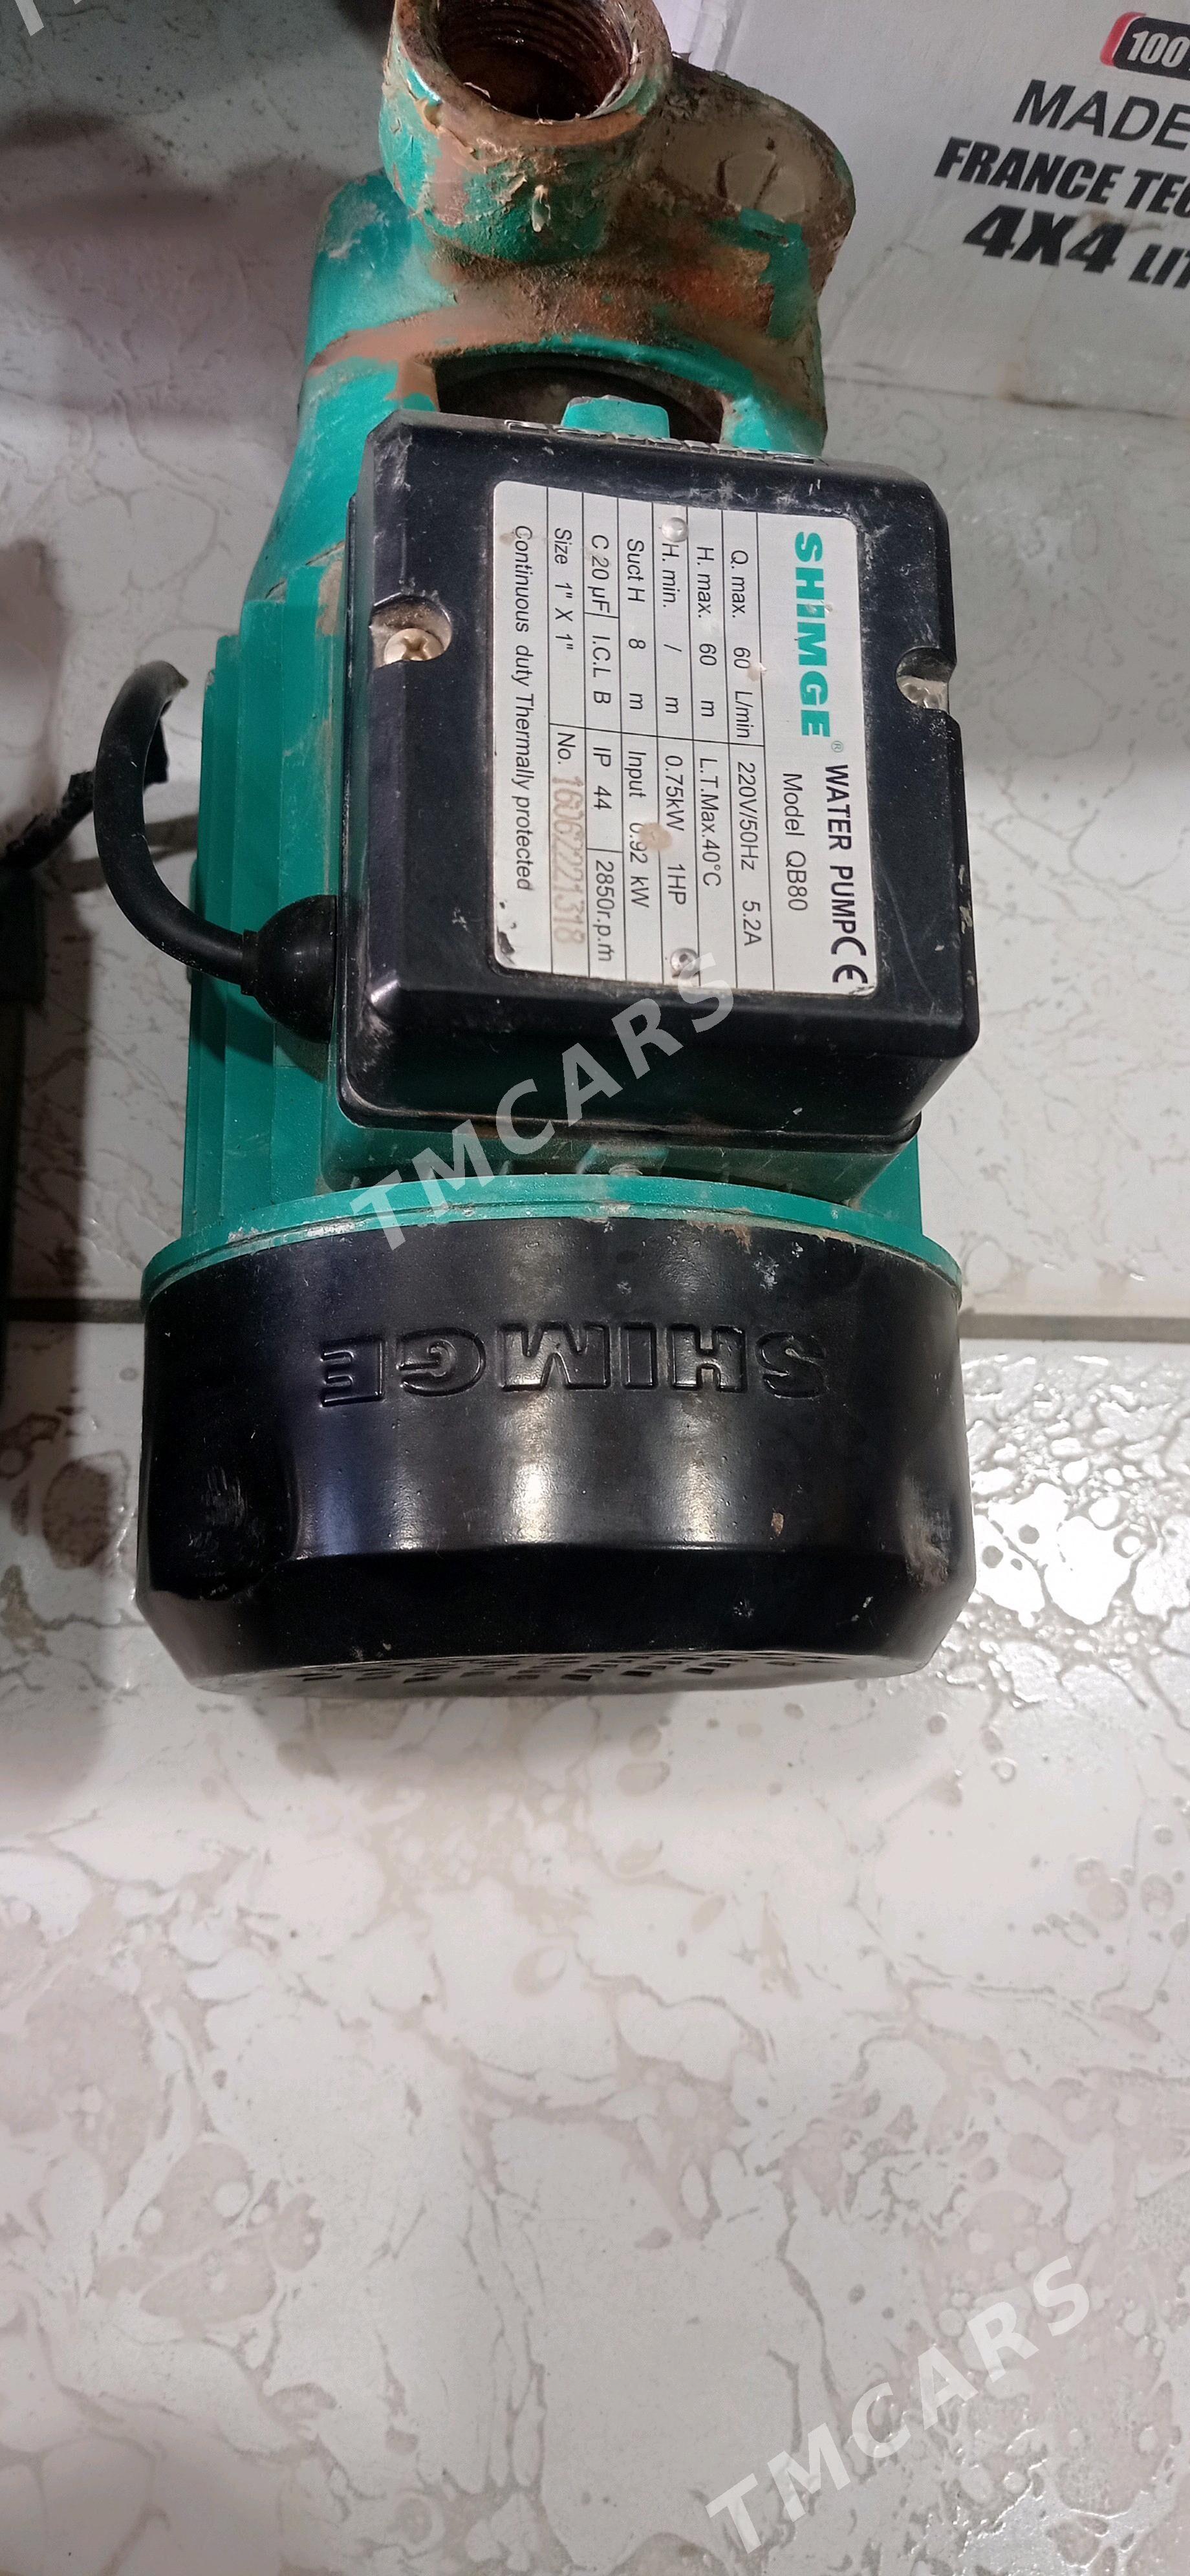 100
MADE
FRANCE TEC
4X4 LIT
SHIMGE® WATER PUMP CE
Model QB80
Q. max. 60 L/min 220V/50Hz 5.2A
H. max. 60 m L.T.Max.40°C
H. min. / m 0.75kW 1HP
Suct H 8 m Input 0.92 kW
C 20 µF I.C.L B IP 44 2850r.p.m
Size 1" X 1" No. 1606221318
Continuous duty Thermally protected
SHIMGE
TMCARS
TMCARS